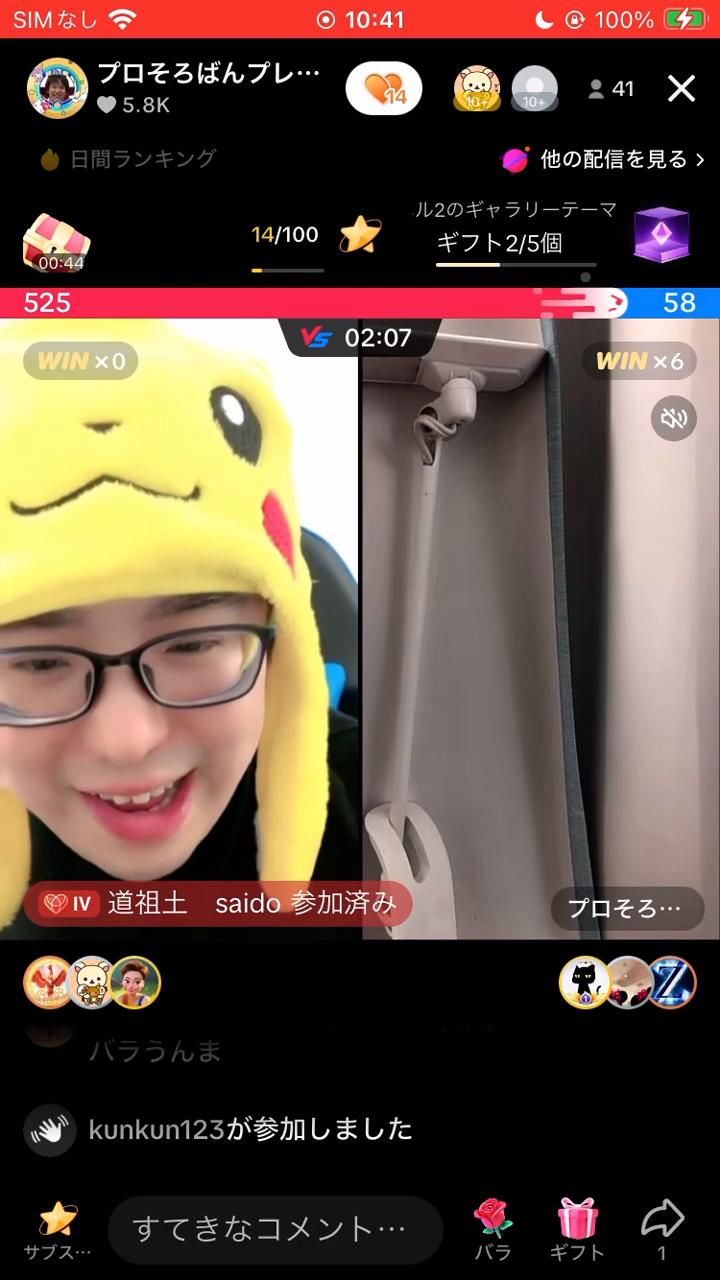 SIMなし 10:41 100%
プロそろばんプレ…
5.8K
14
10+
10+
41
日間ランキング
他の配信を見る
00:44
14/100
ル2のギャラリーテーマ
ギフト2/5個
525
58
VS 02:07
WIN ×0
WIN ×6
IV 道祖土 saido 参加済み
プロそろ…
1
Z
バラうんま
kunkun123が参加しました
サブス…
すてきなコメント…
バラ
ギフト
1